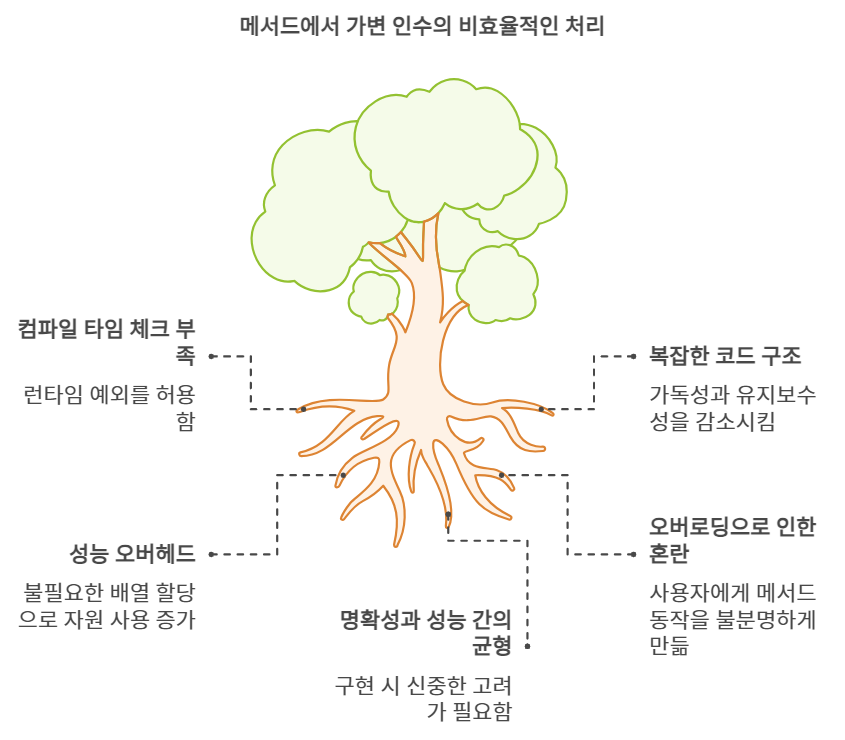 메서드에서 가변 인수의 비효율적인 처리
컴파일 타임 체크 부
족
런타임 예외를 허용
함
복잡한 코드 구조
가독성과 유지보수
성을 감소시킴
성능 오버헤드
불필요한 배열 할당
으로 자원 사용 증가
오버로딩으로 인한
혼란
사용자에게 메서드
동작을 불분명하게
만듦
명확성과 성능 간의
균형
구현 시 신중한 고려
가 필요함